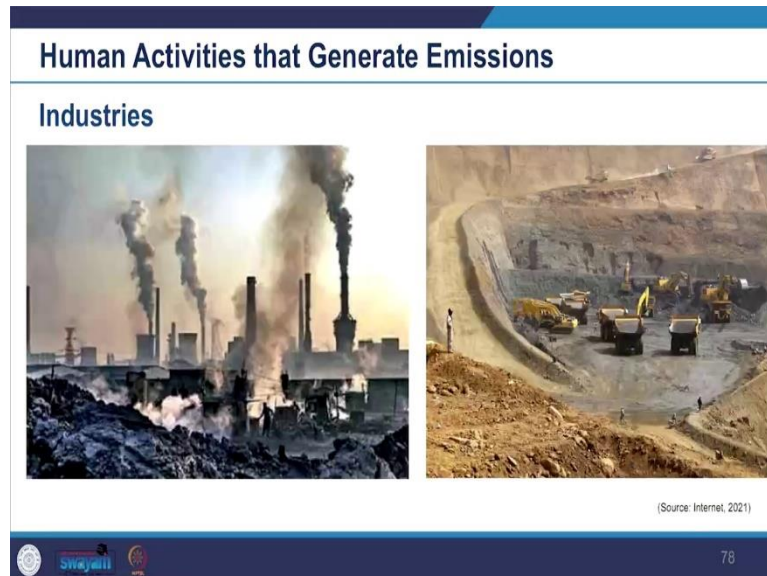 Human Activities that Generate Emissions
Industries
(Source: Internet, 2021)
swayam
78